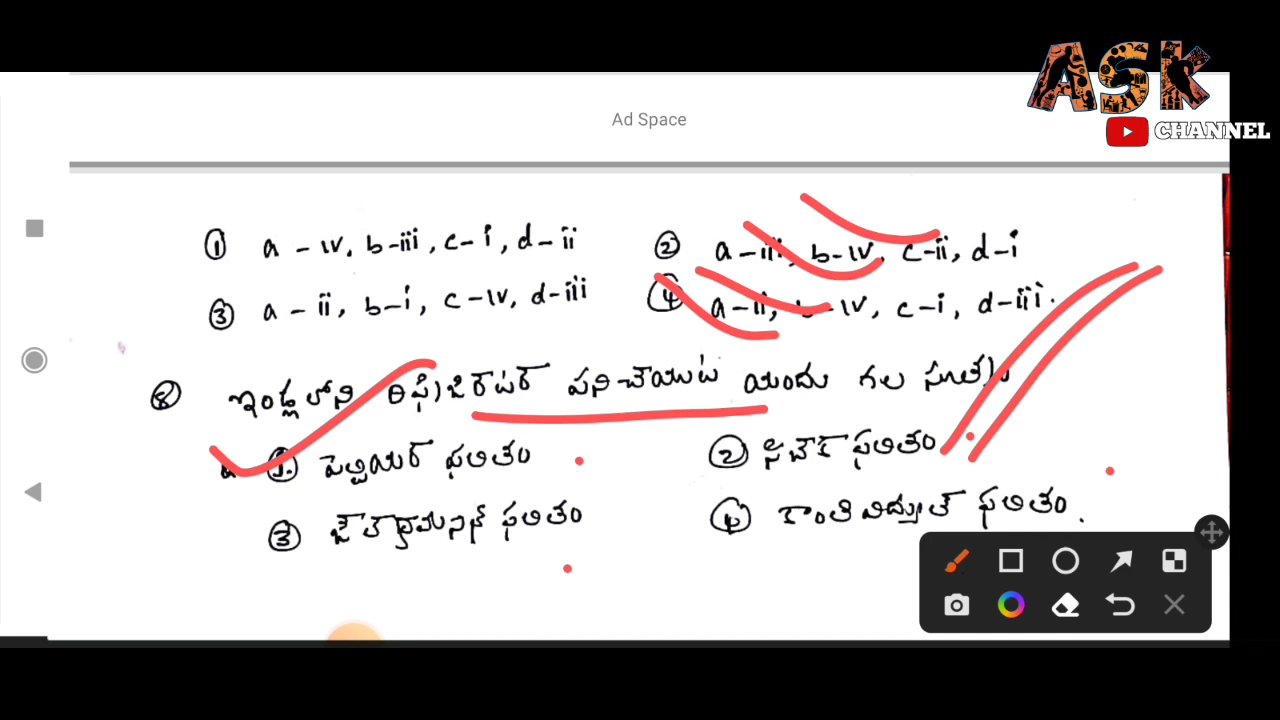 ASK
CHANNEL
Ad Space
① a - iv, b-iii, c- i, d- ii ② a-iii, b-iv, c-ii, d-i
③ a - ii, b-i, c -iv, d-iii ④ a-ii, b-iv, c-i, d-iii.
⑧ ఇండ్లలోని రిఫ్రిజిరేటర్ పనిచేయుట యందు గల సూత్రం
①. పెల్షియర్ ఫలితం ② సీబెక్ ఫలితం
③ ఫలితం ④ కాంతి విద్యుత్ ఫలితం.